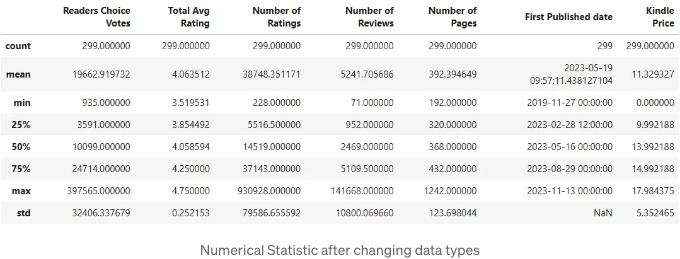 Readers Choice Votes Total Avg Rating Number of Ratings Number of Reviews Number of Pages First Published date Kindle Price
count 299.000000 299.000000 299.000000 299.000000 299.000000 299 299.000000
mean 19662.919732 4.063512 38748.351171 5241.705686 392.394649 2023-05-19 09:57:11.438127104 11.329327
min 935.000000 3.519531 228.000000 71.000000 192.000000 2019-11-27 00:00:00 0.000000
25% 3591.000000 3.854492 5516.500000 952.000000 320.000000 2023-02-28 12:00:00 9.992188
50% 10099.000000 4.058594 14519.000000 2469.000000 368.000000 2023-05-16 00:00:00 13.992188
75% 24714.000000 4.250000 37143.000000 5109.500000 432.000000 2023-08-29 00:00:00 14.992188
max 397565.000000 4.750000 930928.000000 141668.000000 1242.000000 2023-11-13 00:00:00 17.984375
std 32406.337679 0.252153 79586.655592 10800.069660 123.698044 NaN 5.352465
Numerical Statistic after changing data types